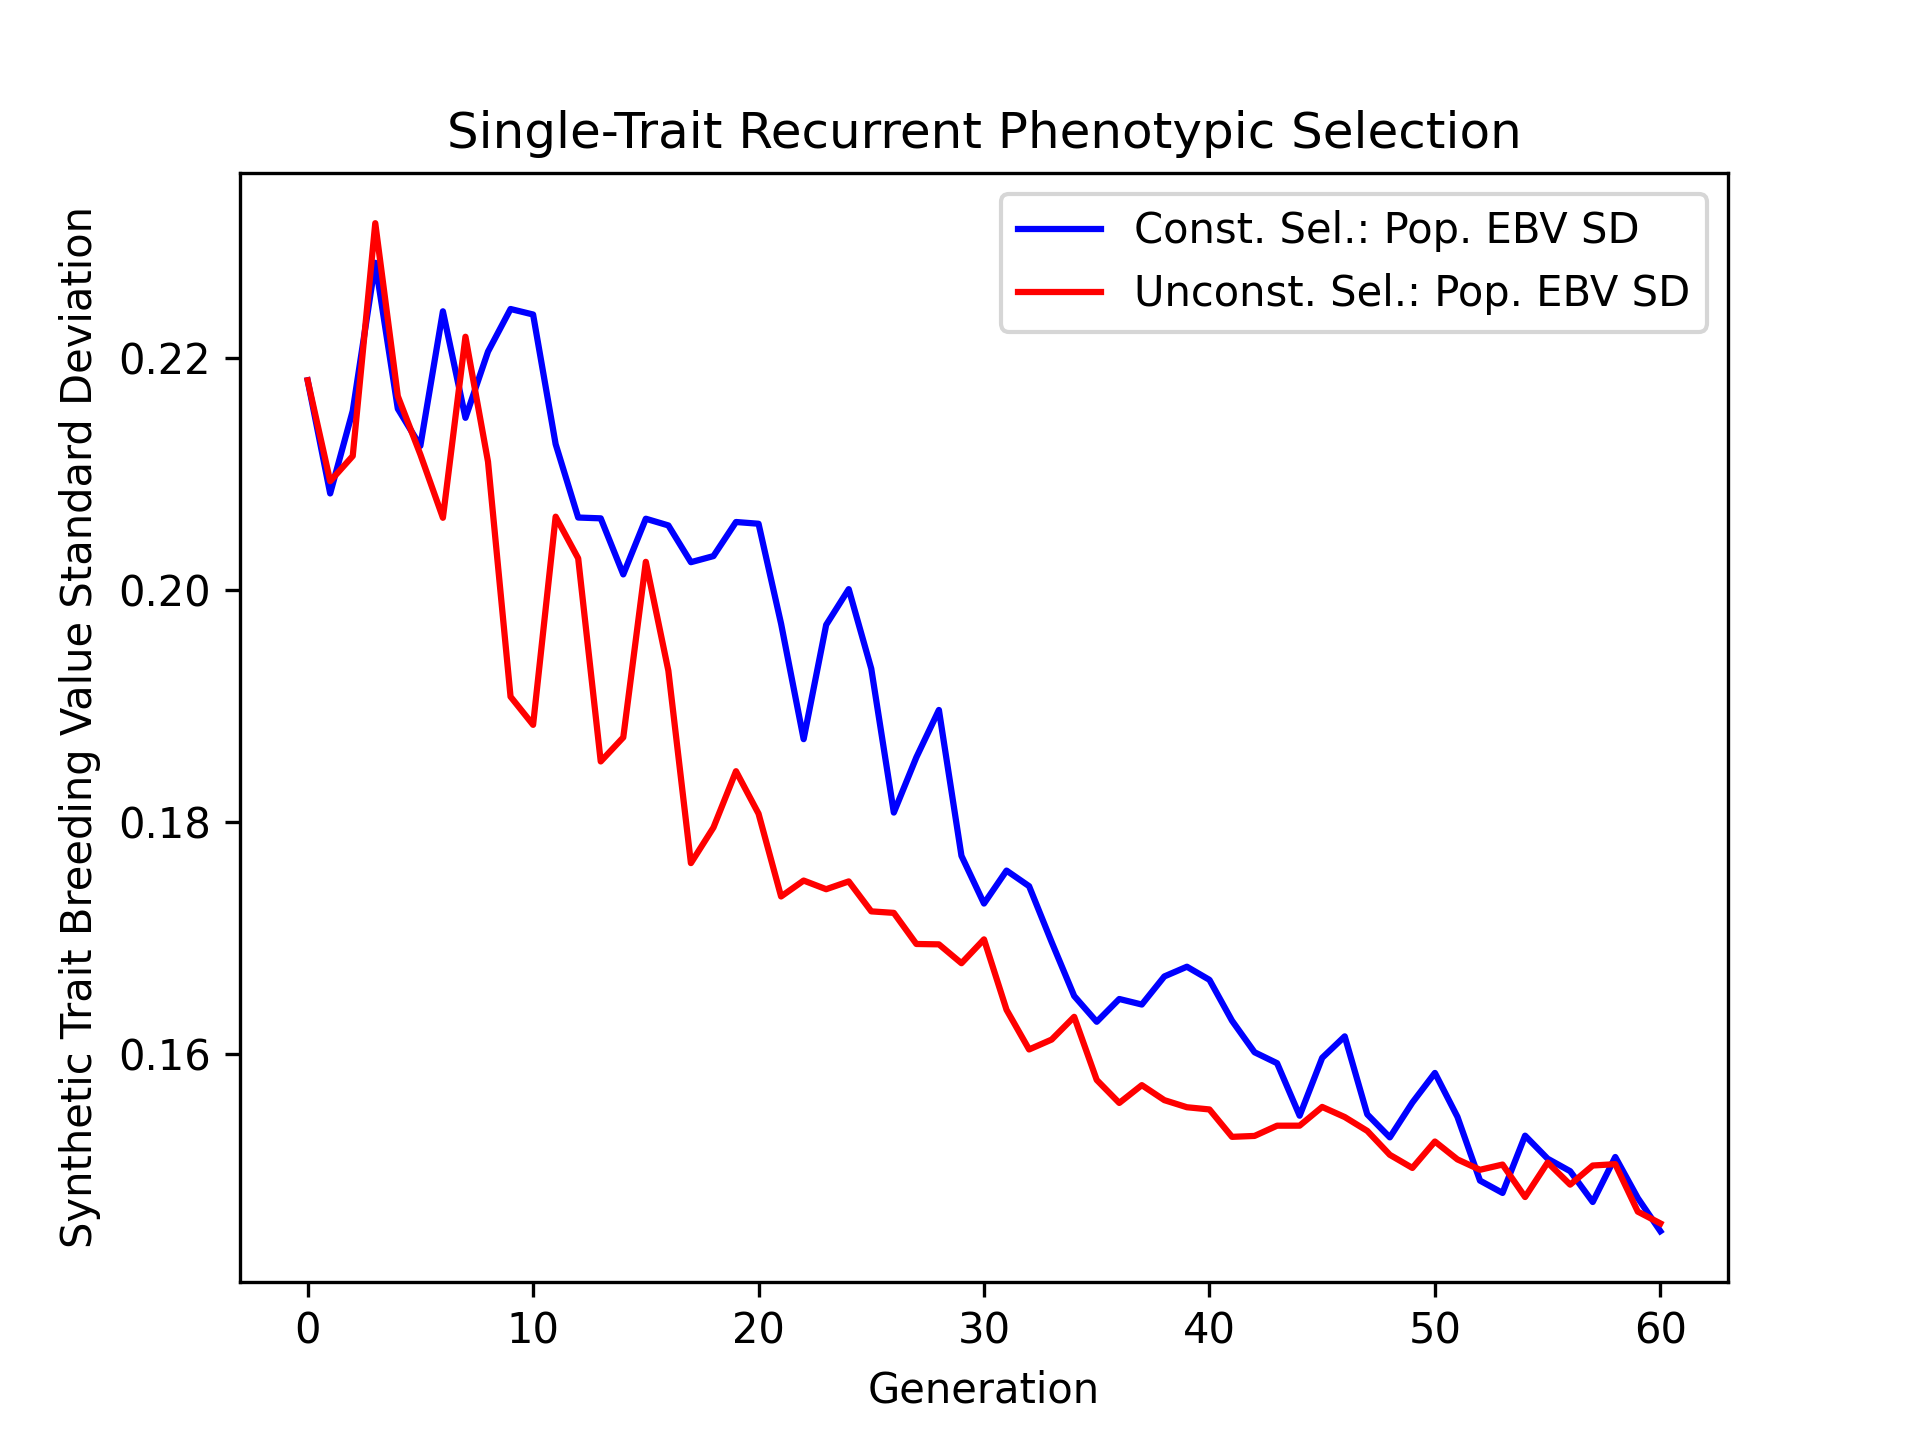 Single-Trait Recurrent Phenotypic Selection
Const. Sel.: Pop. EBV SD
Unconst. Sel.: Pop. EBV SD
Synthetic Trait Breeding Value Standard Deviation
0.22
0.20
0.18
0.16
0 10 20 30 40 50 60
Generation